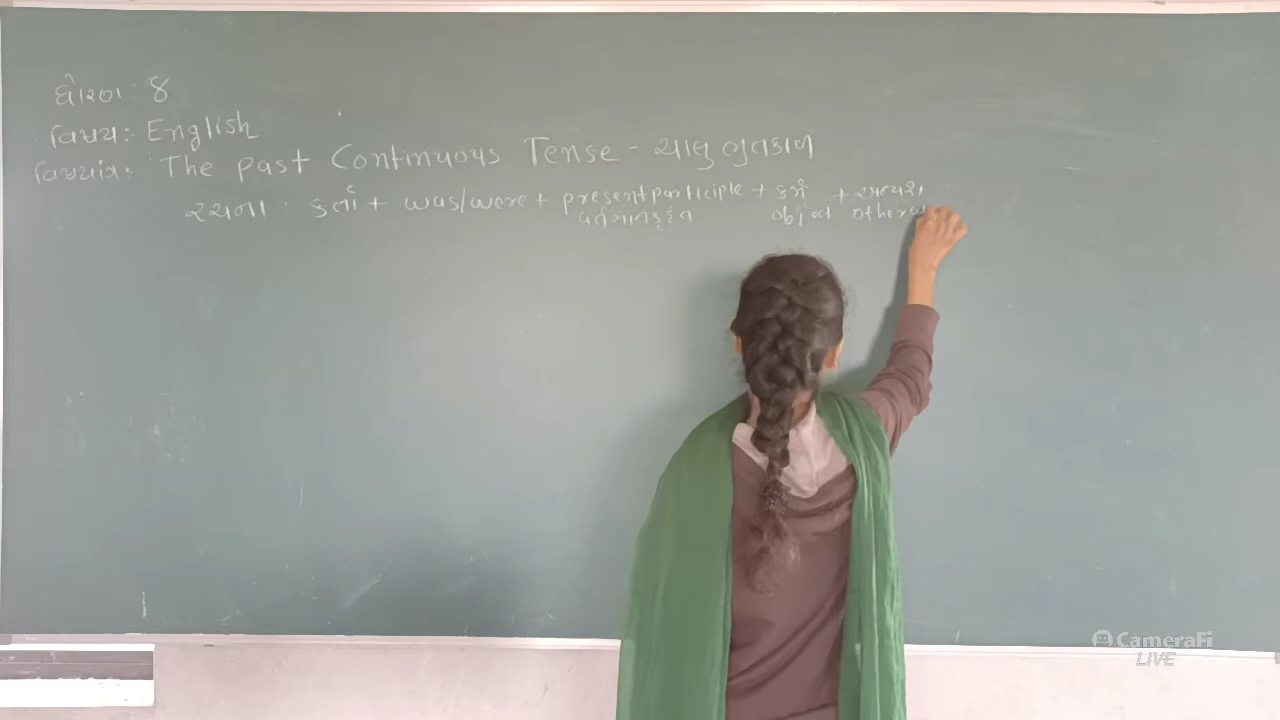 ધોરણ : 8
વિષય : English
વિષયાંગ : The past Continuous Tense - ચાલુ ભૂતકાળ
રચના : કર્તા + was/were + present participle + કર્મ + અન્ય શ.
વર્તમાન કૃદંત object other w
CameraFi
LIVE